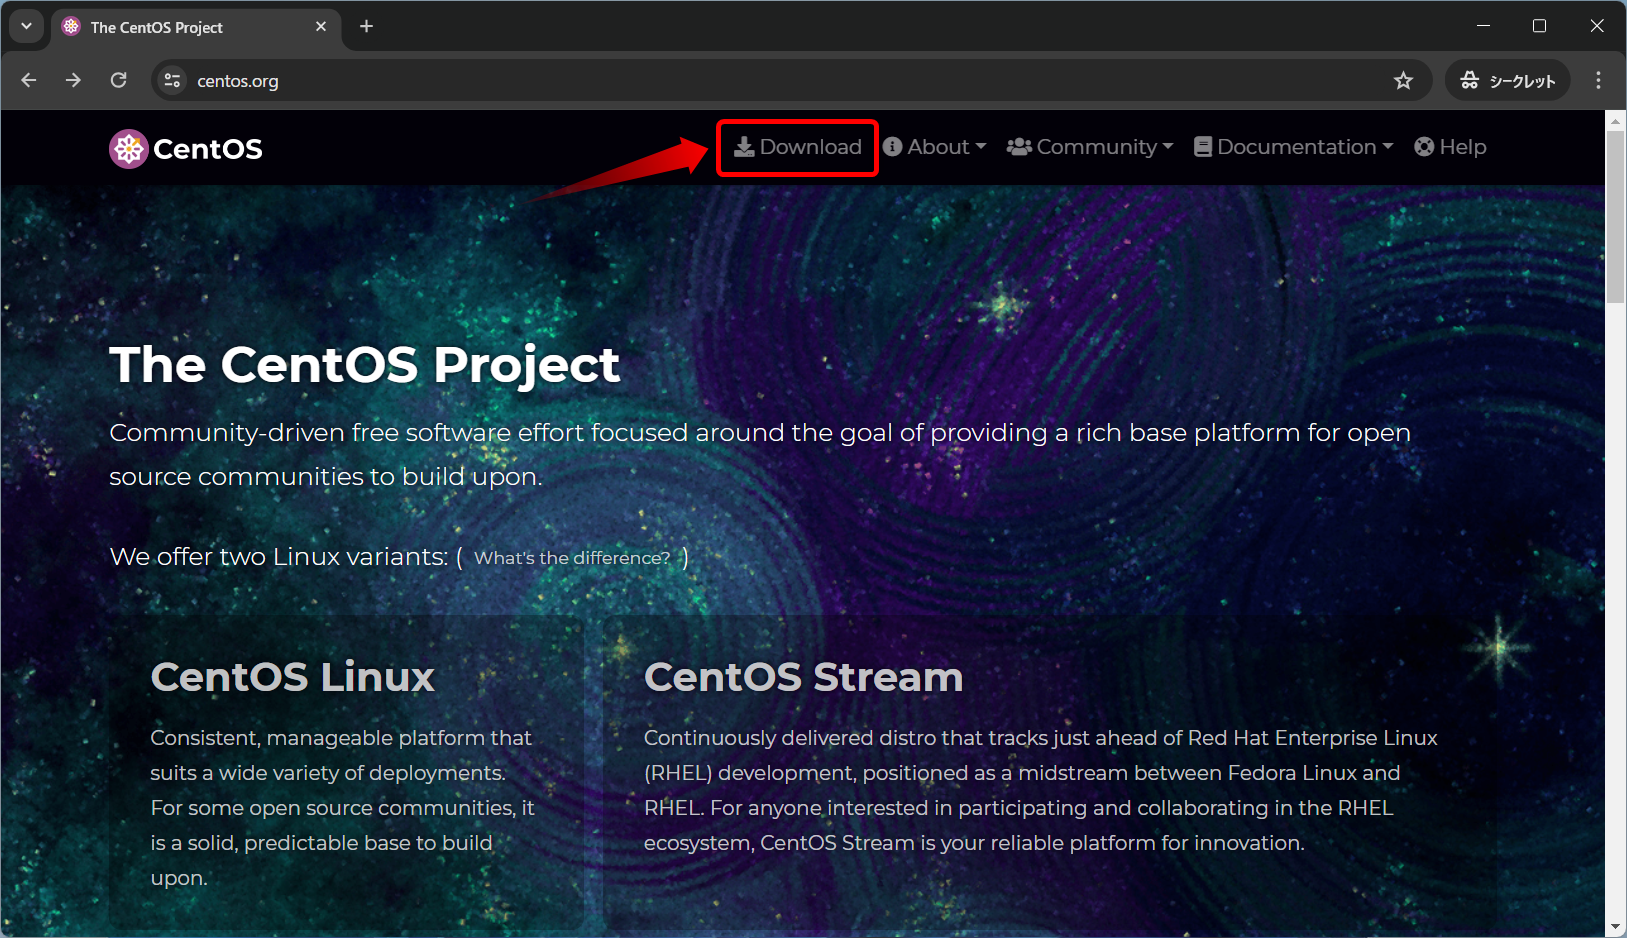 The CentOS Project
centos.org
シークレット
CentOS
Download
About
Community
Documentation
Help
The CentOS Project
Community-driven free software effort focused around the goal of providing a rich base platform for open
source communities to build upon.
We offer two Linux variants: ( What's the difference? )
CentOS Linux
Consistent, manageable platform that
suits a wide variety of deployments.
For some open source communities, it
is a solid, predictable base to build
upon.
CentOS Stream
Continuously delivered distro that tracks just ahead of Red Hat Enterprise Linux
(RHEL) development, positioned as a midstream between Fedora Linux and
RHEL. For anyone interested in participating and collaborating in the RHEL
ecosystem, CentOS Stream is your reliable platform for innovation.